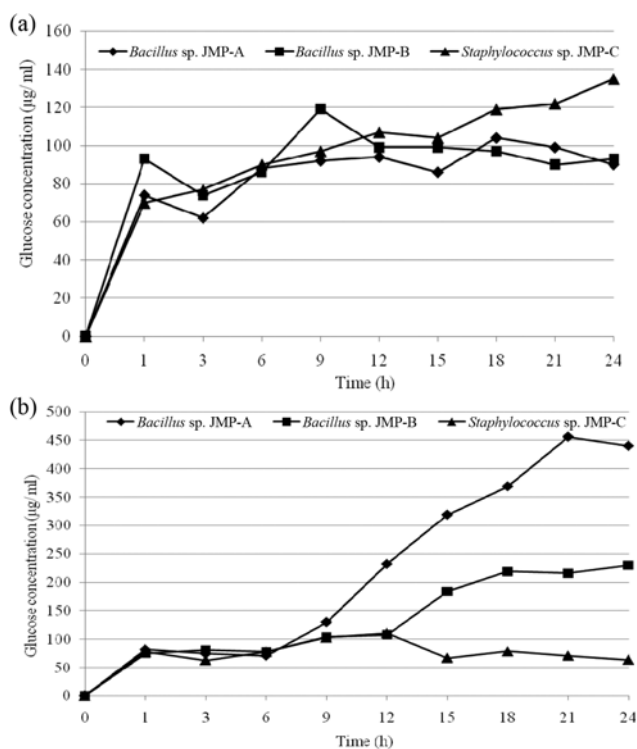 (a)
160
140
120
100
80
60
40
20
0
Glucose concentration (µg/ml)
Bacillus sp. JMP-A Bacillus sp. JMP-B Staphylococcus sp. JMP-C
0 1 3 6 9 12 15 18 21 24
Time (h)
(b)
500
450
400
350
300
250
200
150
100
50
0
Glucose concentration (µg/ml)
Bacillus sp. JMP-A Bacillus sp. JMP-B Staphylococcus sp. JMP-C
0 1 3 6 9 12 15 18 21 24
Time (h)